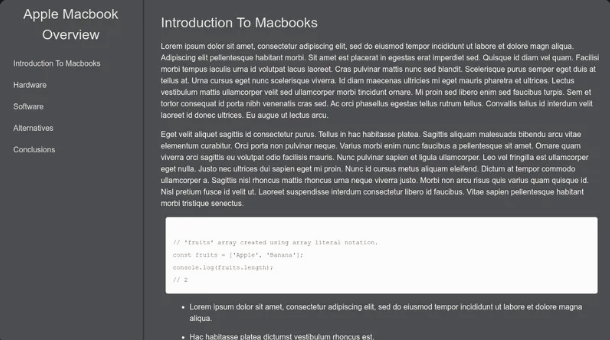 Apple Macbook
Overview
Introduction To Macbooks
Hardware
Software
Alternatives
Conclusions
Introduction To Macbooks
Lorem ipsum dolor sit amet, consectetur adipiscing elit, sed do eiusmod tempor incididunt ut labore et dolore magn aliqua.
Adipiscing elit pellentesque habitant morbi. Sit amet est placerat in egestas erat imperdiet sed. Quisque id diam vel quam. Facilisi
morbi tempus iaculis urna id volutpat lacus laoreet. Cras pulvinar mattis nunc sed blandit. Scelerisque purus semper eget duis at
tellus at. Urna cursus eget nunc scelerisque viverra. Id diam maecenas ultricies mi eget mauris pharetra et ultrices. Lectus
vestibulum mattis ullamcorper velit sed ullamcorper morbi tincidunt ornare. Mi proin sed libero enim sed faucibus turpis. Sem et
tortor consequat id porta nibh venenatis cras sed. Ac orci phasellus egestas tellus rutrum tellus. Convallis tellus id interdum velit
laoreet id donec ultrices. Eu augue ut lectus arcu.
Eget velit aliquet sagittis id consectetur purus. Tellus in hac habitasse platea. Sagittis aliquam malesuada bibendum arcu vitae
elementum curabitur. Orci porta non pulvinar neque. Varius morbi enim nunc faucibus a pellentesque sit amet. Ornare quam
viverra orci sagittis eu volutpat odio facilisis mauris. Nunc pulvinar sapien et ligula ullamcorper. Leo vel fringilla est ullamcorper
eget nulla. Justo nec ultrices dui sapien eget mi proin. Nunc id cursus metus aliquam eleifend. Dictum at tempor commodo
ullamcorper a. Sagittis nisl rhoncus mattis rhoncus urna neque viverra justo. Morbi non arcu risus quis varius quam quisque id.
Nisl pretium fusce id velit ut. Laoreet suspendisse interdum consectetur libero id faucibus. Vitae sapien pellentesque habitant
morbi tristique senectus.
// 'fruits' array created using array literal notation.
const fruits = ['Apple', 'Banana'];
console.log(fruits.length);
// 2
• Lorem ipsum dolor sit amet, consectetur adipiscing elit, sed do eiusmod tempor incididunt ut labore et dolore magna
aliqua.
• Hac habitasse platea dictumst vestibulum rhoncus est.